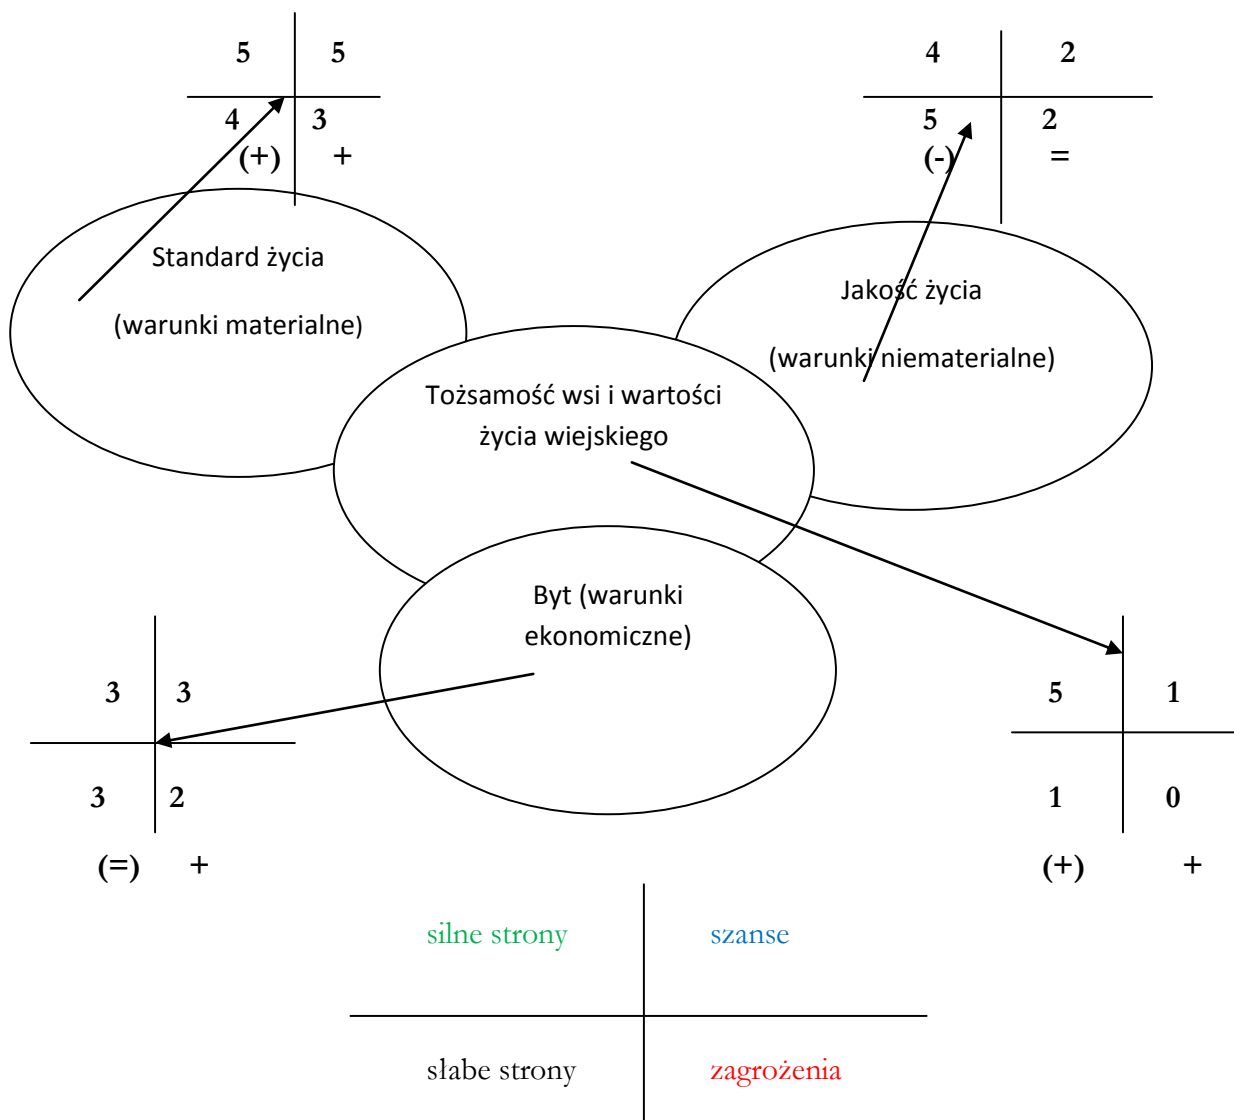 5 5
4 3
(+) +
4 2
5 2
(-) =
Standard życia
(warunki materialne)
Jakość życia
(warunki niematerialne)
Tożsamość wsi i wartości
życia wiejskiego
Byt (warunki
ekonomiczne)
3 3
3 2
(=) +
5 1
1 0
(+) +
silne strony szanse
słabe strony zagrożenia